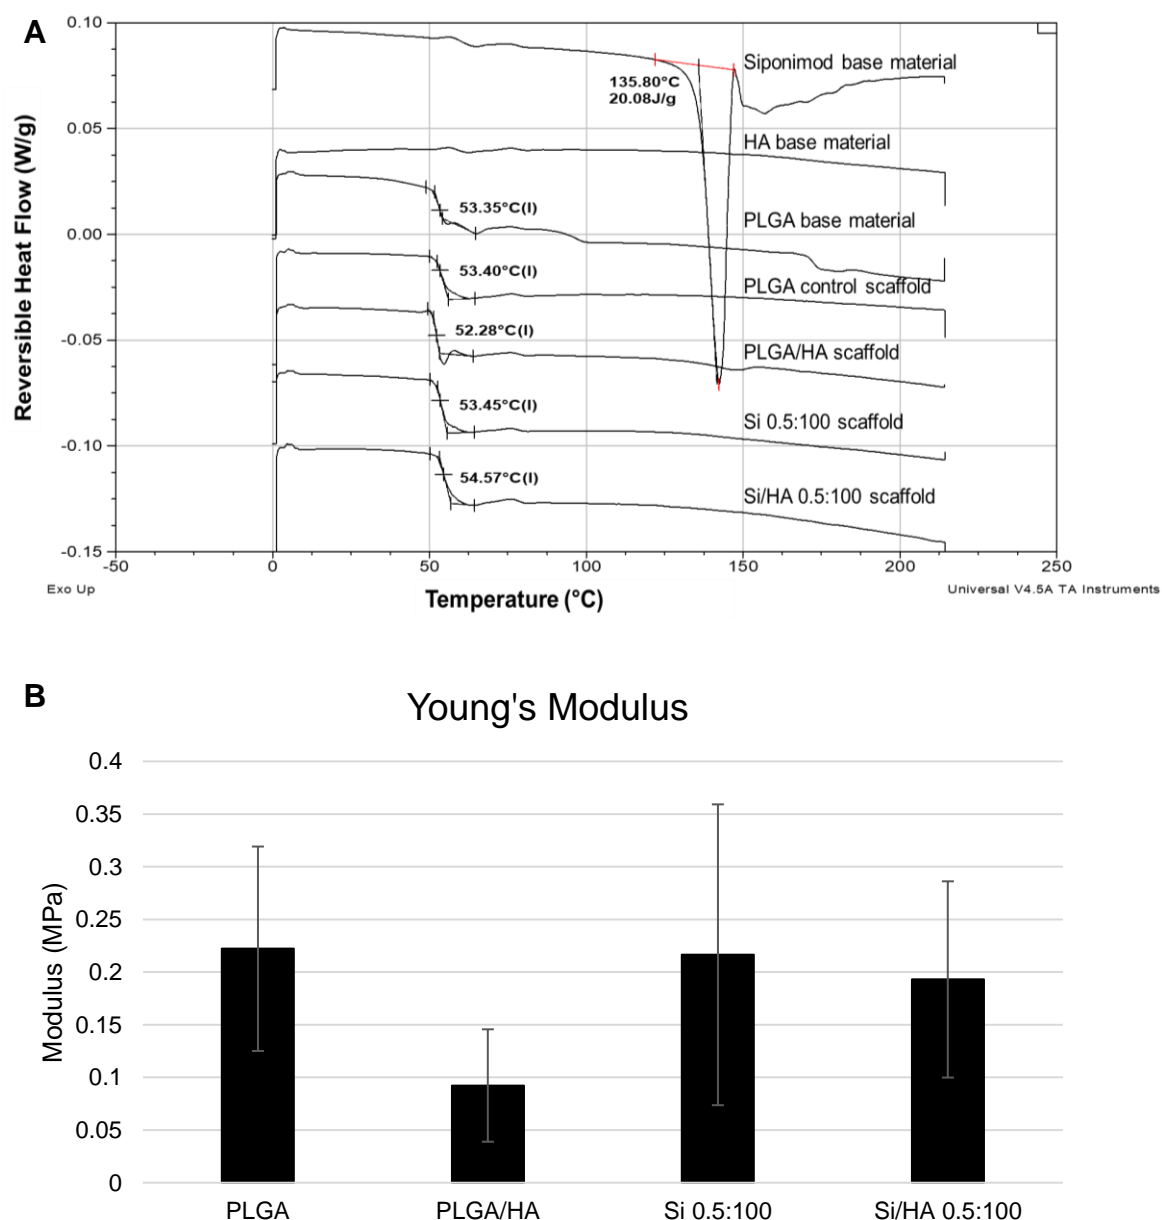 A
Reversible Heat Flow (W/g)
0.10
0.05
0.00
-0.05
-0.10
-0.15
Siponimod base material
135.80°C
20.08J/g
HA base material
53.35°C(I)
PLGA base material
53.40°C(I)
PLGA control scaffold
52.28°C(I)
PLGA/HA scaffold
53.45°C(I)
Si 0.5:100 scaffold
54.57°C(I)
Si/HA 0.5:100 scaffold
-50 0 50 100 150 200 250
Exo Up
Temperature (°C)
Universal V4.5A TA Instruments
B
Young's Modulus
Modulus (MPa)
0.4
0.35
0.3
0.25
0.2
0.15
0.1
0.05
0
PLGA PLGA/HA Si 0.5:100 Si/HA 0.5:100